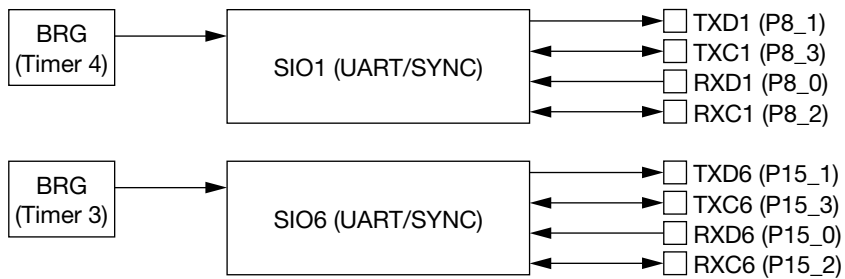 BRG
(Timer 4)
SIO1 (UART/SYNC)
TXD1 (P8_1)
TXC1 (P8_3)
RXD1 (P8_0)
RXC1 (P8_2)
BRG
(Timer 3)
SIO6 (UART/SYNC)
TXD6 (P15_1)
TXC6 (P15_3)
RXD6 (P15_0)
RXC6 (P15_2)